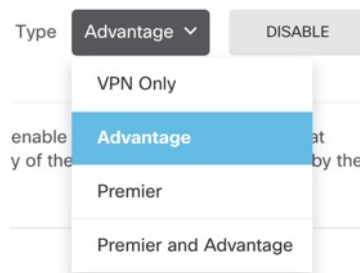 Type Advantage DISABLE
VPN Only
enable Advantage at
y of the by the
Premier
Premier and Advantage